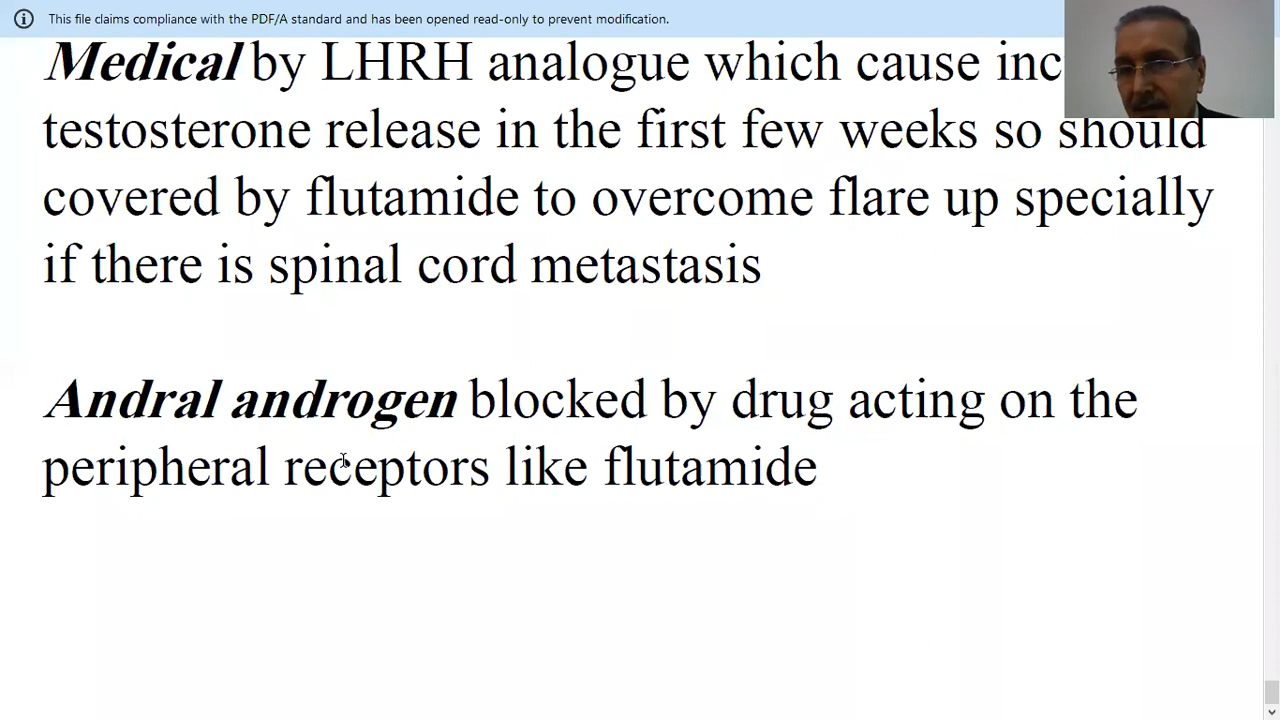 This file claims compliance with the PDF/A standard and has been opened read-only to prevent modification.
Medical by LHRH analogue which cause
testosterone release in the first few weeks so should
covered by flutamide to overcome flare up specially
if there is spinal cord metastasis
Andral androgen blocked by drug acting on the
peripheral receptors like flutamide